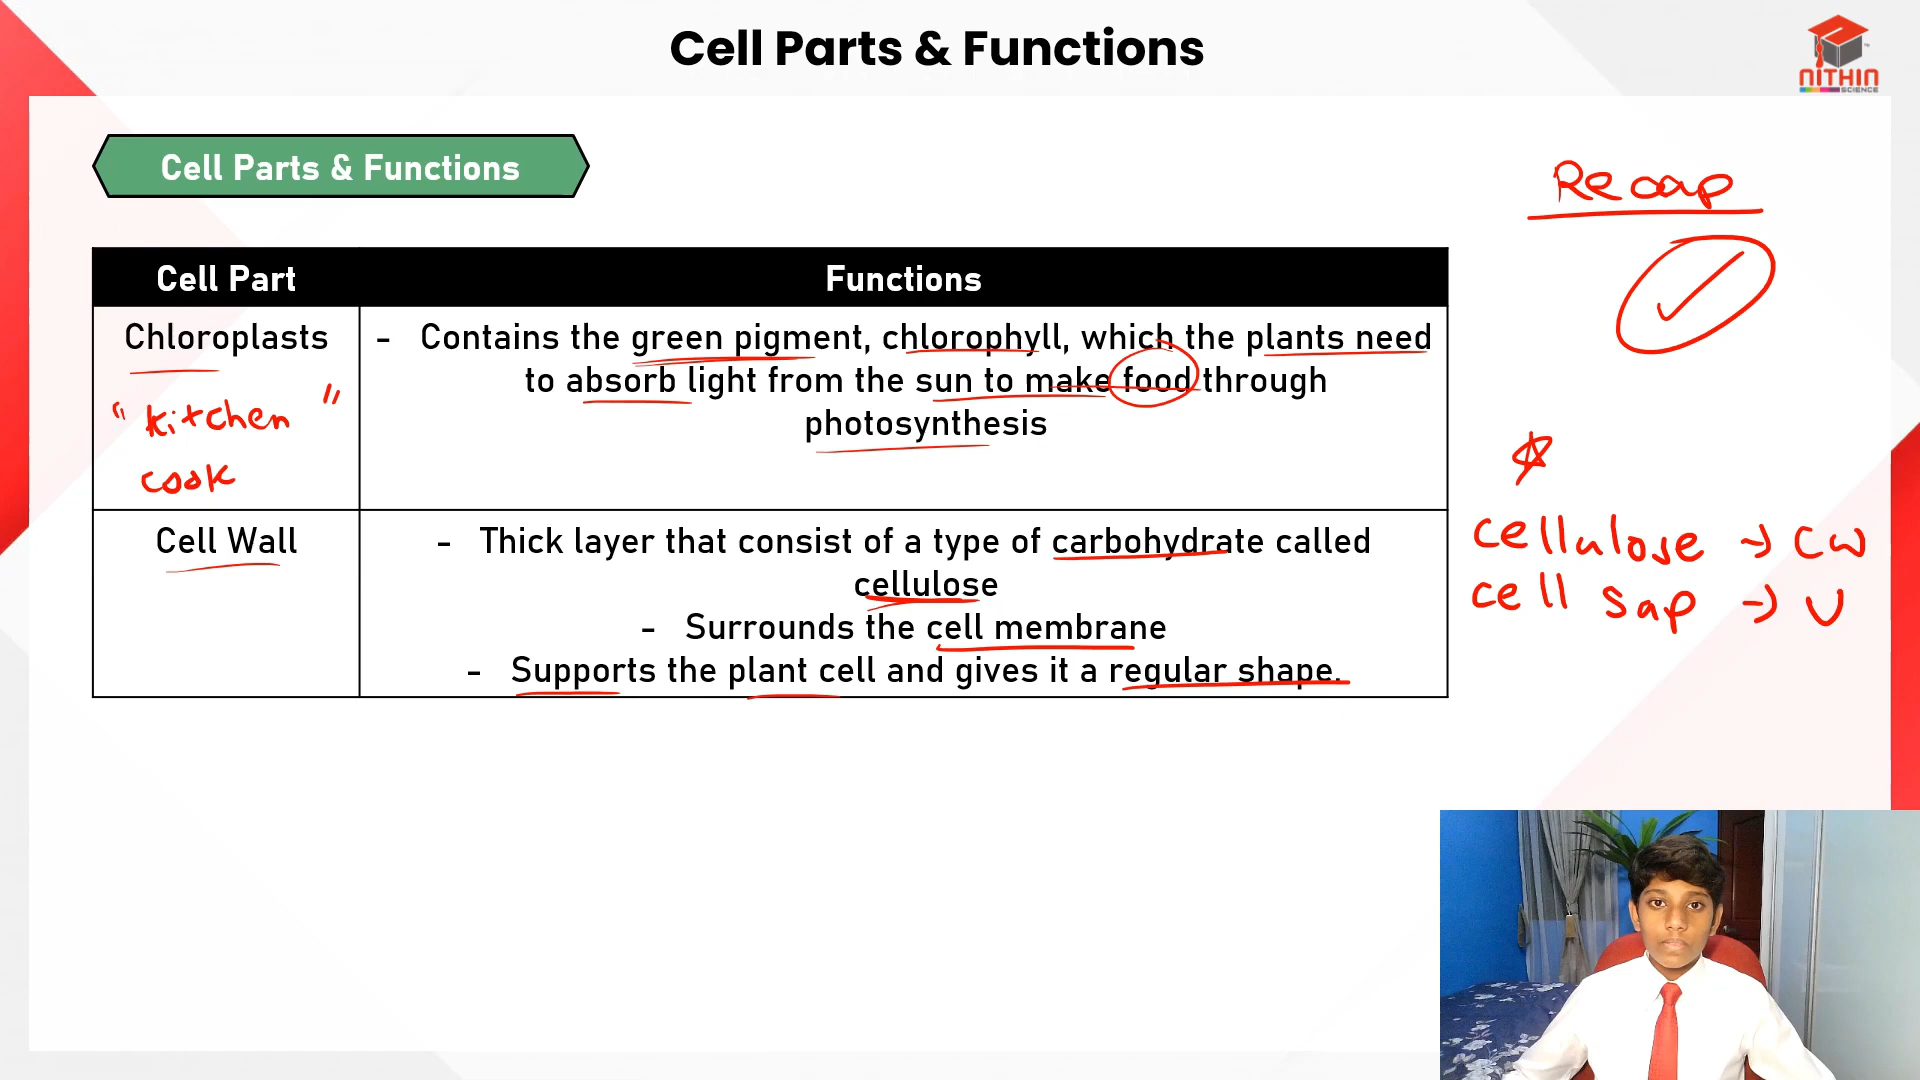 Cell Parts & Functions
NITHIN
SCIENCE
Cell Parts & Functions
Recap
Cell Part
Functions
Chloroplasts
"kitchen"
cook
- Contains the green pigment, chlorophyll, which the plants need
to absorb light from the sun to make food through
photosynthesis
Cell Wall
- Thick layer that consist of a type of carbohydrate called
cellulose
- Surrounds the cell membrane
- Supports the plant cell and gives it a regular shape.
cellulose → CW
cell sap → V